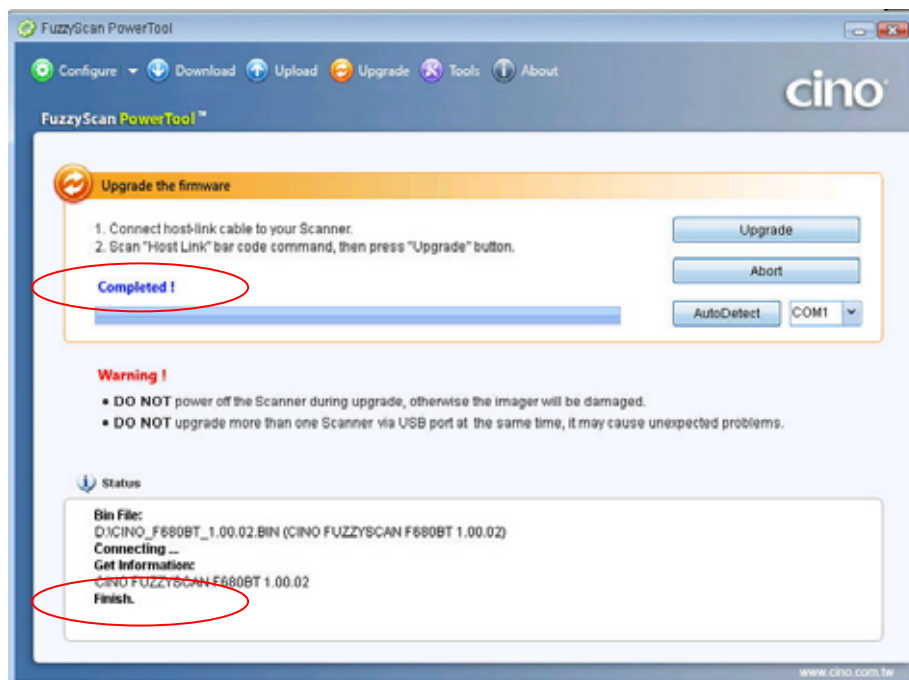 FuzzyScan PowerTool
Configure Download Upload Upgrade Tools About
cino
FuzzyScan PowerTool™
Upgrade the firmware
1. Connect host-link cable to your Scanner.
2. Scan "Host Link" bar code command, then press "Upgrade" button.
Upgrade
Completed !
Abort
AutoDetect COM1
Warning !
• DO NOT power off the Scanner during upgrade, otherwise the imager will be damaged.
• DO NOT upgrade more than one Scanner via USB port at the same time, it may cause unexpected problems.
Status
Bin File:
D:\CINO_F680BT_1.00.02.BIN (CINO FUZZYSCAN F680BT 1.00.02)
Connecting ...
Get Information:
CINO FUZZYSCAN F680BT 1.00.02
Finish.
www.cino.com.tw